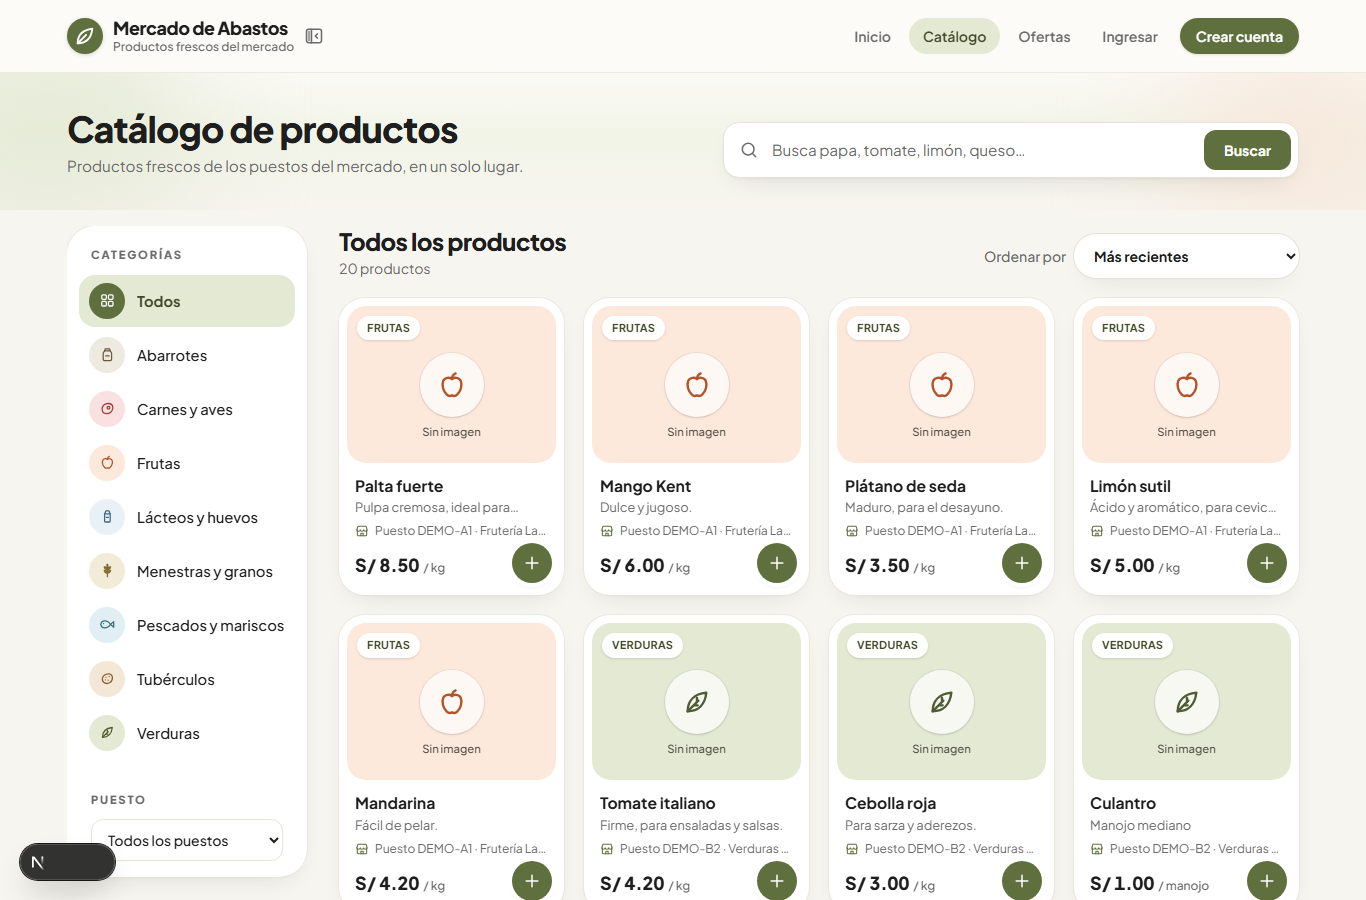 Mercado de Abastos
Productos frescos del mercado
Inicio
Catálogo
Ofertas
Ingresar
Crear cuenta
Catálogo de productos
Productos frescos de los puestos del mercado, en un solo lugar.
Busca papa, tomate, limón, queso...
Buscar
CATEGORÍAS
Todos
Abarrotes
Carnes y aves
Frutas
Lácteos y huevos
Menestras y granos
Pescados y mariscos
Tubérculos
Verduras
PUESTO
Todos los puestos
N
Todos los productos
20 productos
Ordenar por
Más recientes
FRUTAS
Sin imagen
Palta fuerte
Pulpa cremosa, ideal para...
Puesto DEMO-A1 · Frutería La...
S/ 8.50 / kg
FRUTAS
Sin imagen
Mango Kent
Dulce y jugoso.
Puesto DEMO-A1 · Frutería La...
S/ 6.00 / kg
FRUTAS
Sin imagen
Plátano de seda
Maduro, para el desayuno.
Puesto DEMO-A1 · Frutería La...
S/ 3.50 / kg
FRUTAS
Sin imagen
Limón sutil
Ácido y aromático, para cevic...
Puesto DEMO-A1 · Frutería La...
S/ 5.00 / kg
FRUTAS
Sin imagen
Mandarina
Fácil de pelar.
Puesto DEMO-A1 · Frutería La...
S/ 4.20 / kg
VERDURAS
Sin imagen
Tomate italiano
Firme, para ensaladas y salsas.
Puesto DEMO-B2 · Verduras ...
S/ 4.20 / kg
VERDURAS
Sin imagen
Cebolla roja
Para sarza y aderezos.
Puesto DEMO-B2 · Verduras ...
S/ 3.00 / kg
VERDURAS
Sin imagen
Culantro
Manojo mediano
Puesto DEMO-B2 · Verduras ...
S/ 1.00 / manojo